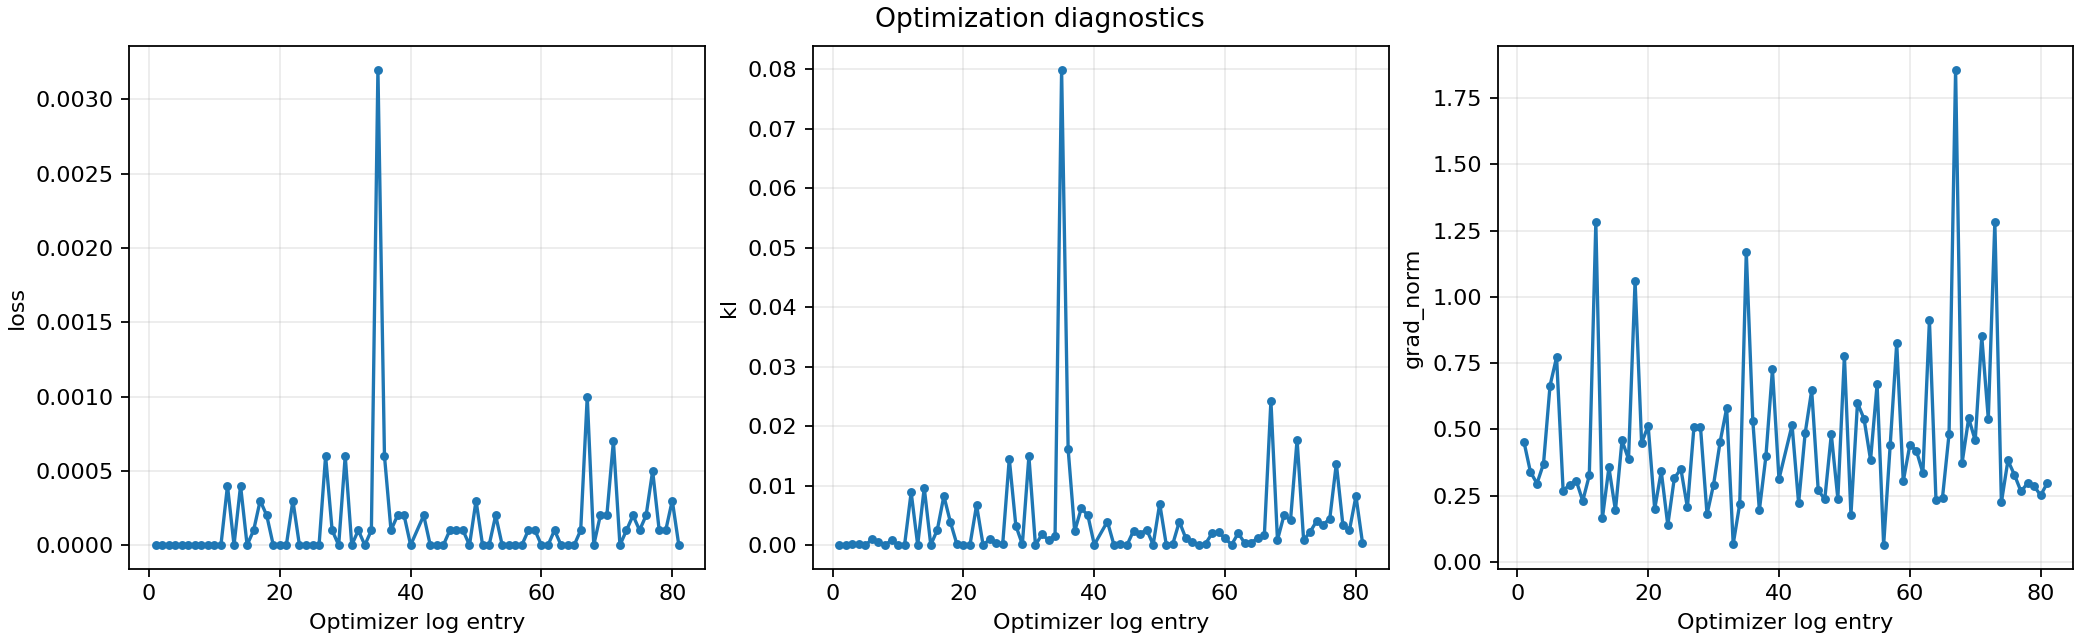 Optimization diagnostics
loss
0.0030
0.0025
0.0020
0.0015
0.0010
0.0005
0.0000
0 20 40 60 80
Optimizer log entry
kl
0.08
0.07
0.06
0.05
0.04
0.03
0.02
0.01
0.00
0 20 40 60 80
Optimizer log entry
grad_norm
1.75
1.50
1.25
1.00
0.75
0.50
0.25
0.00
0 20 40 60 80
Optimizer log entry